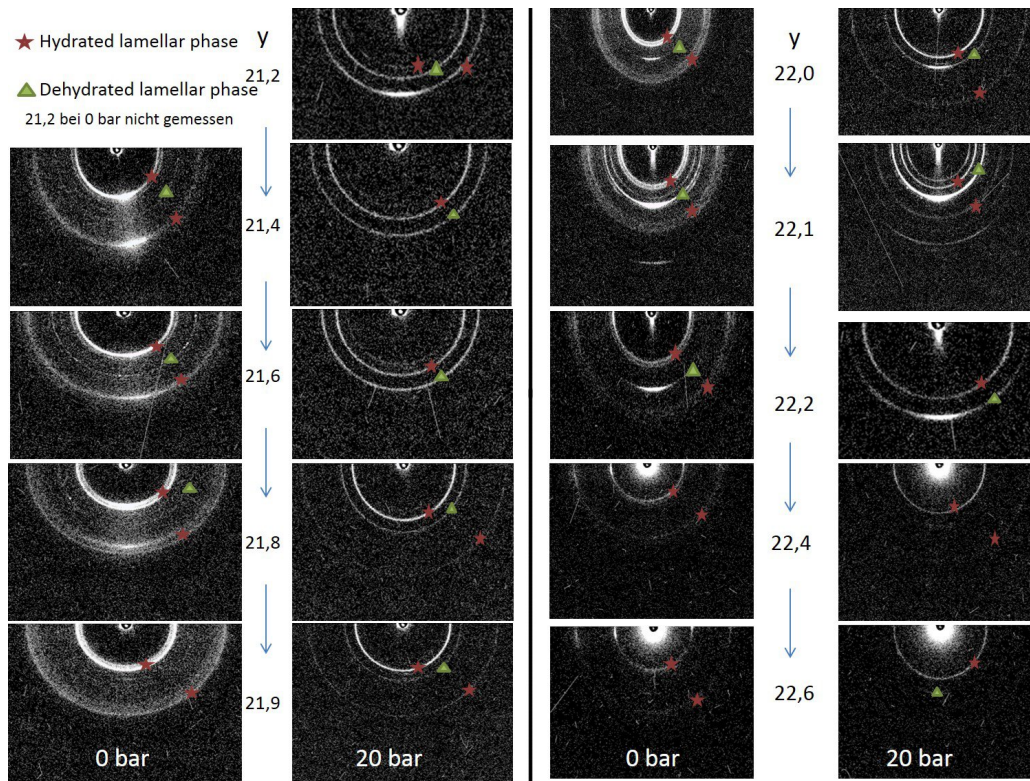 Hydrated lamellar phase
Dehydrated lamellar phase
21,2 bei 0 bar nicht gemessen
y
21,2
21,4
21,6
21,8
21,9
0 bar
20 bar
y
22,0
22,1
22,2
22,4
22,6
0 bar
20 bar